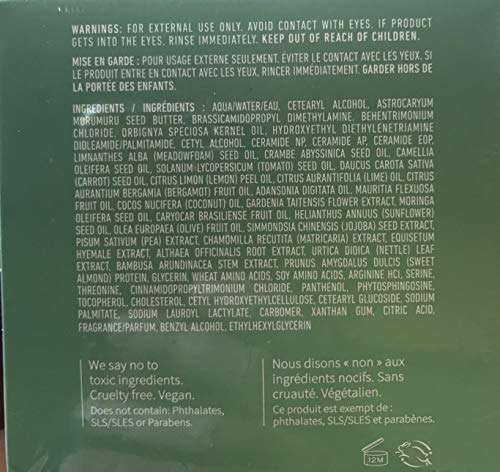 WARNINGS: FOR EXTERNAL USE ONLY. AVOID CONTACT WITH EYES. IF PRODUCT
GETS INTO THE EYES, RINSE IMMEDIATELY. KEEP OUT OF REACH OF CHILDREN.
MISE EN GARDE : POUR USAGE EXTERNE SEULEMENT. ÉVITER LE CONTACT AVEC LES YEUX. SI
LE PRODUIT ENTRE EN CONTACT AVEC LES YEUX, RINCER IMMÉDIATEMENT. GARDER HORS DE
LA PORTÉE DES ENFANTS.
INGREDIENTS / INGRÉDIENTS : AQUA/WATER/EAU, CETEARYL ALCOHOL, ASTROCARYUM
MURUMURU SEED BUTTER, BRASSICAMIDOPROPYL DIMETHYLAMINE, BEHENTRIMONIUM
CHLORIDE, ORBIGNYA SPECIOSA KERNEL OIL, HYDROXYETHYL DIETHYLENETRIAMINE
DIOLEAMIDE/PALMITAMIDE, CETYL ALCOHOL, CERAMIDE NP, CERAMIDE AP, CERAMIDE EOP,
LIMNANTHES ALBA (MEADOWFOAM) SEED OIL, CRAMBE ABYSSINICA SEED OIL, CAMELLIA
OLEIFERA SEED OIL, SOLANUM-LYCOPERSICUM (TOMATO) SEED OIL, DAUCUS CAROTA SATIVA
(CARROT) SEED OIL, CITRUS LIMON (LEMON) PEEL OIL, CITRUS AURANTIFOLIA (LIME) OIL, CITRUS
AURANTIUM BERGAMIA (BERGAMOT) FRUIT OIL, ADANSONIA DIGITATA OIL, MAURITIA FLEXUOSA
FRUIT OIL, COCOS NUCIFERA (COCONUT) OIL, GARDENIA TAITENSIS FLOWER EXTRACT, MORINGA
OLEIFERA SEED OIL, CARYOCAR BRASILIENSE FRUIT OIL, HELIANTHUS ANNUUS (SUNFLOWER)
SEED OIL, OLEA EUROPAEA (OLIVE) FRUIT OIL, SIMMONDSIA CHINENSIS (JOJOBA) SEED EXTRACT,
PISUM SATIVUM (PEA) EXTRACT, CHAMOMILLA RECUTITA (MATRICARIA) EXTRACT, EQUISETUM
HYEMALE EXTRACT, ALTHAEA OFFICINALIS ROOT EXTRACT, URTICA DIOICA (NETTLE) LEAF
EXTRACT, BAMBUSA ARUNDINACEA STEM EXTRACT, PRUNUS AMYGDALUS DULCIS (SWEET
ALMOND) PROTEIN, GLYCERIN, WHEAT AMINO ACIDS, SOY AMINO ACIDS, ARGININE HCl, SERINE,
THREONINE, CINNAMIDOPROPYLTRIMONIUM CHLORIDE, PANTHENOL, PHYTOSPHINGOSINE,
TOCOPHEROL, CHOLESTEROL, CETYL HYDROXYETHYLCELLULOSE, CETEARYL GLUCOSIDE, SODIUM
PALMITATE, SODIUM LAUROYL LACTYLATE, CARBOMER, XANTHAN GUM, CITRIC ACID,
FRAGRANCE/PARFUM, BENZYL ALCOHOL, ETHYLHEXYLGLYCERIN
We say no to
toxic ingredients.
Cruelty free. Vegan.
Does not contain: Phthalates,
SLS/SLES or Parabens.
Nous disons « non » aux
ingrédients nocifs. Sans
cruauté. Végétalien.
Ce produit est exempt de :
phthalates, SLS/SLES et parabènes.
12M